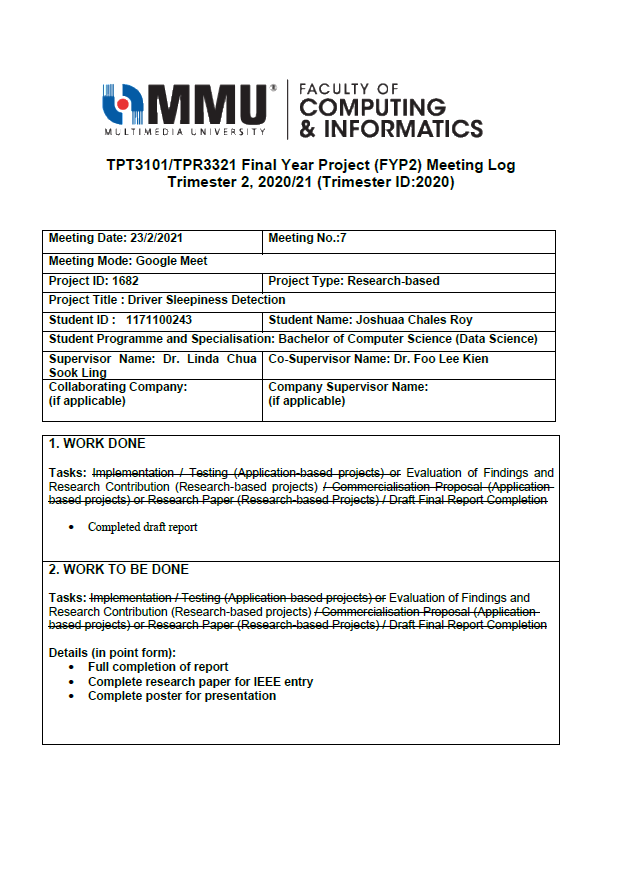 MMU®
MULTIMEDIA UNIVERSITY
FACULTY OF
COMPUTING
& INFORMATICS
TPT3101/TPR3321 Final Year Project (FYP2) Meeting Log
Trimester 2, 2020/21 (Trimester ID:2020)
Meeting Date: 23/2/2021 Meeting No.:7
Meeting Mode: Google Meet
Project ID: 1682 Project Type: Research-based
Project Title : Driver Sleepiness Detection
Student ID : 1171100243 Student Name: Joshuaa Chales Roy
Student Programme and Specialisation: Bachelor of Computer Science (Data Science)
Supervisor Name: Dr. Linda Chua Co-Supervisor Name: Dr. Foo Lee Kien
Sook Ling
Collaborating Company: Company Supervisor Name:
(if applicable) (if applicable)
1. WORK DONE
Tasks: Implementation / Testing (Application-based projects) or Evaluation of Findings and
Research Contribution (Research-based projects) / Commercialisation Proposal (Application-
based projects) or Research Paper (Research-based Projects) / Draft Final Report Completion
• Completed draft report
2. WORK TO BE DONE
Tasks: Implementation / Testing (Application-based projects) or Evaluation of Findings and
Research Contribution (Research-based projects) / Commercialisation Proposal (Application-
based projects) or Research Paper (Research-based Projects) / Draft Final Report Completion
Details (in point form):
• Full completion of report
• Complete research paper for IEEE entry
• Complete poster for presentation